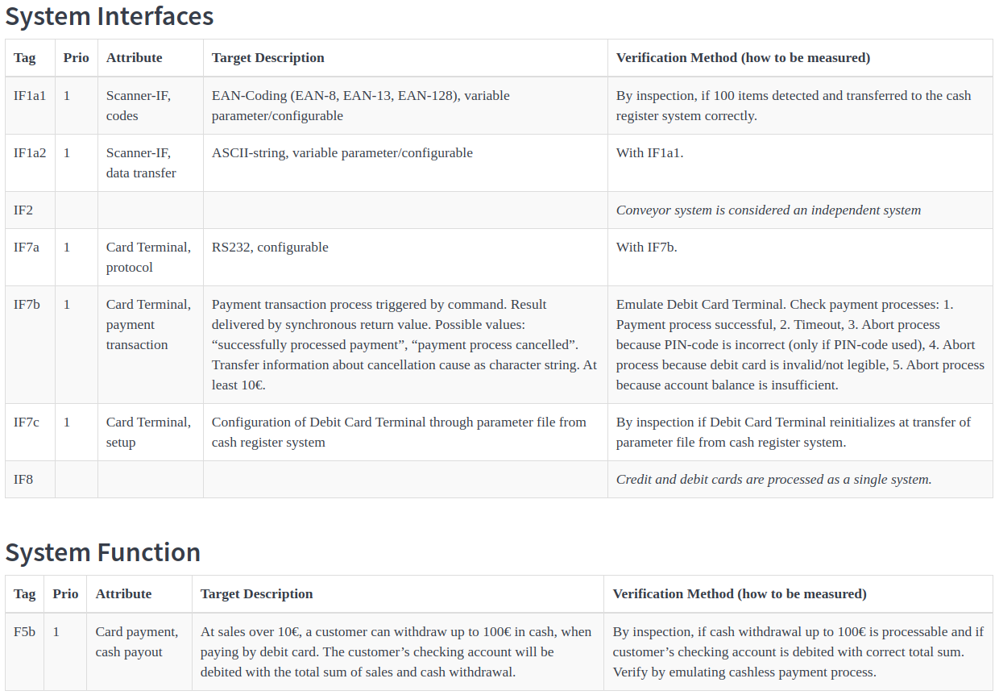 System Interfaces
Tag Prio Attribute Target Description Verification Method (how to be measured)
IF1a1 1 Scanner-IF, EAN-Coding (EAN-8, EAN-13, EAN-128), variable By inspection, if 100 items detected and transferred to the cash
codes parameter/configurable register system correctly.
IF1a2 1 Scanner-IF, ASCII-string, variable parameter/configurable With IF1a1.
data transfer
IF2 Conveyor system is considered an independent system
IF7a 1 Card Terminal, RS232, configurable With IF7b.
protocol
IF7b 1 Card Terminal, Payment transaction process triggered by command. Result Emulate Debit Card Terminal. Check payment processes: 1.
payment delivered by synchronous return value. Possible values: Payment process successful, 2. Timeout, 3. Abort process
transaction “successfully processed payment”, “payment process cancelled”. because PIN-code is incorrect (only if PIN-code used), 4. Abort
Transfer information about cancellation cause as character string. At process because debit card is invalid/not legible, 5. Abort process
least 10€. because account balance is insufficient.
IF7c 1 Card Terminal, Configuration of Debit Card Terminal through parameter file from By inspection if Debit Card Terminal reinitializes at transfer of
setup cash register system parameter file from cash register system.
IF8 Credit and debit cards are processed as a single system.
System Function
Tag Prio Attribute Target Description Verification Method (how to be measured)
F5b 1 Card payment, At sales over 10€, a customer can withdraw up to 100€ in cash, when By inspection, if cash withdrawal up to 100€ is processable and if
cash payout paying by debit card. The customer’s checking account will be customer’s checking account is debited with correct total sum.
debited with the total sum of sales and cash withdrawal. Verify by emulating cashless payment process.